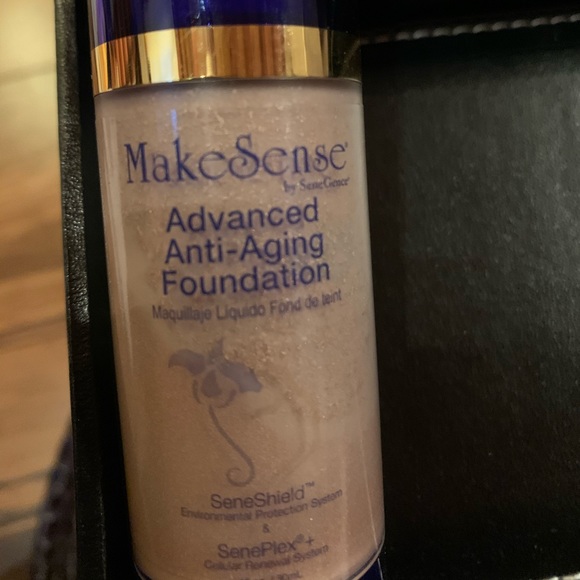 MakeSense®
by SeneGence®
Advanced
Anti-Aging
Foundation
Maquillaje Liquido Fond de teint
SeneShield™
Environmental Protection System
&
SenePlex®+
Cellular Renewal System